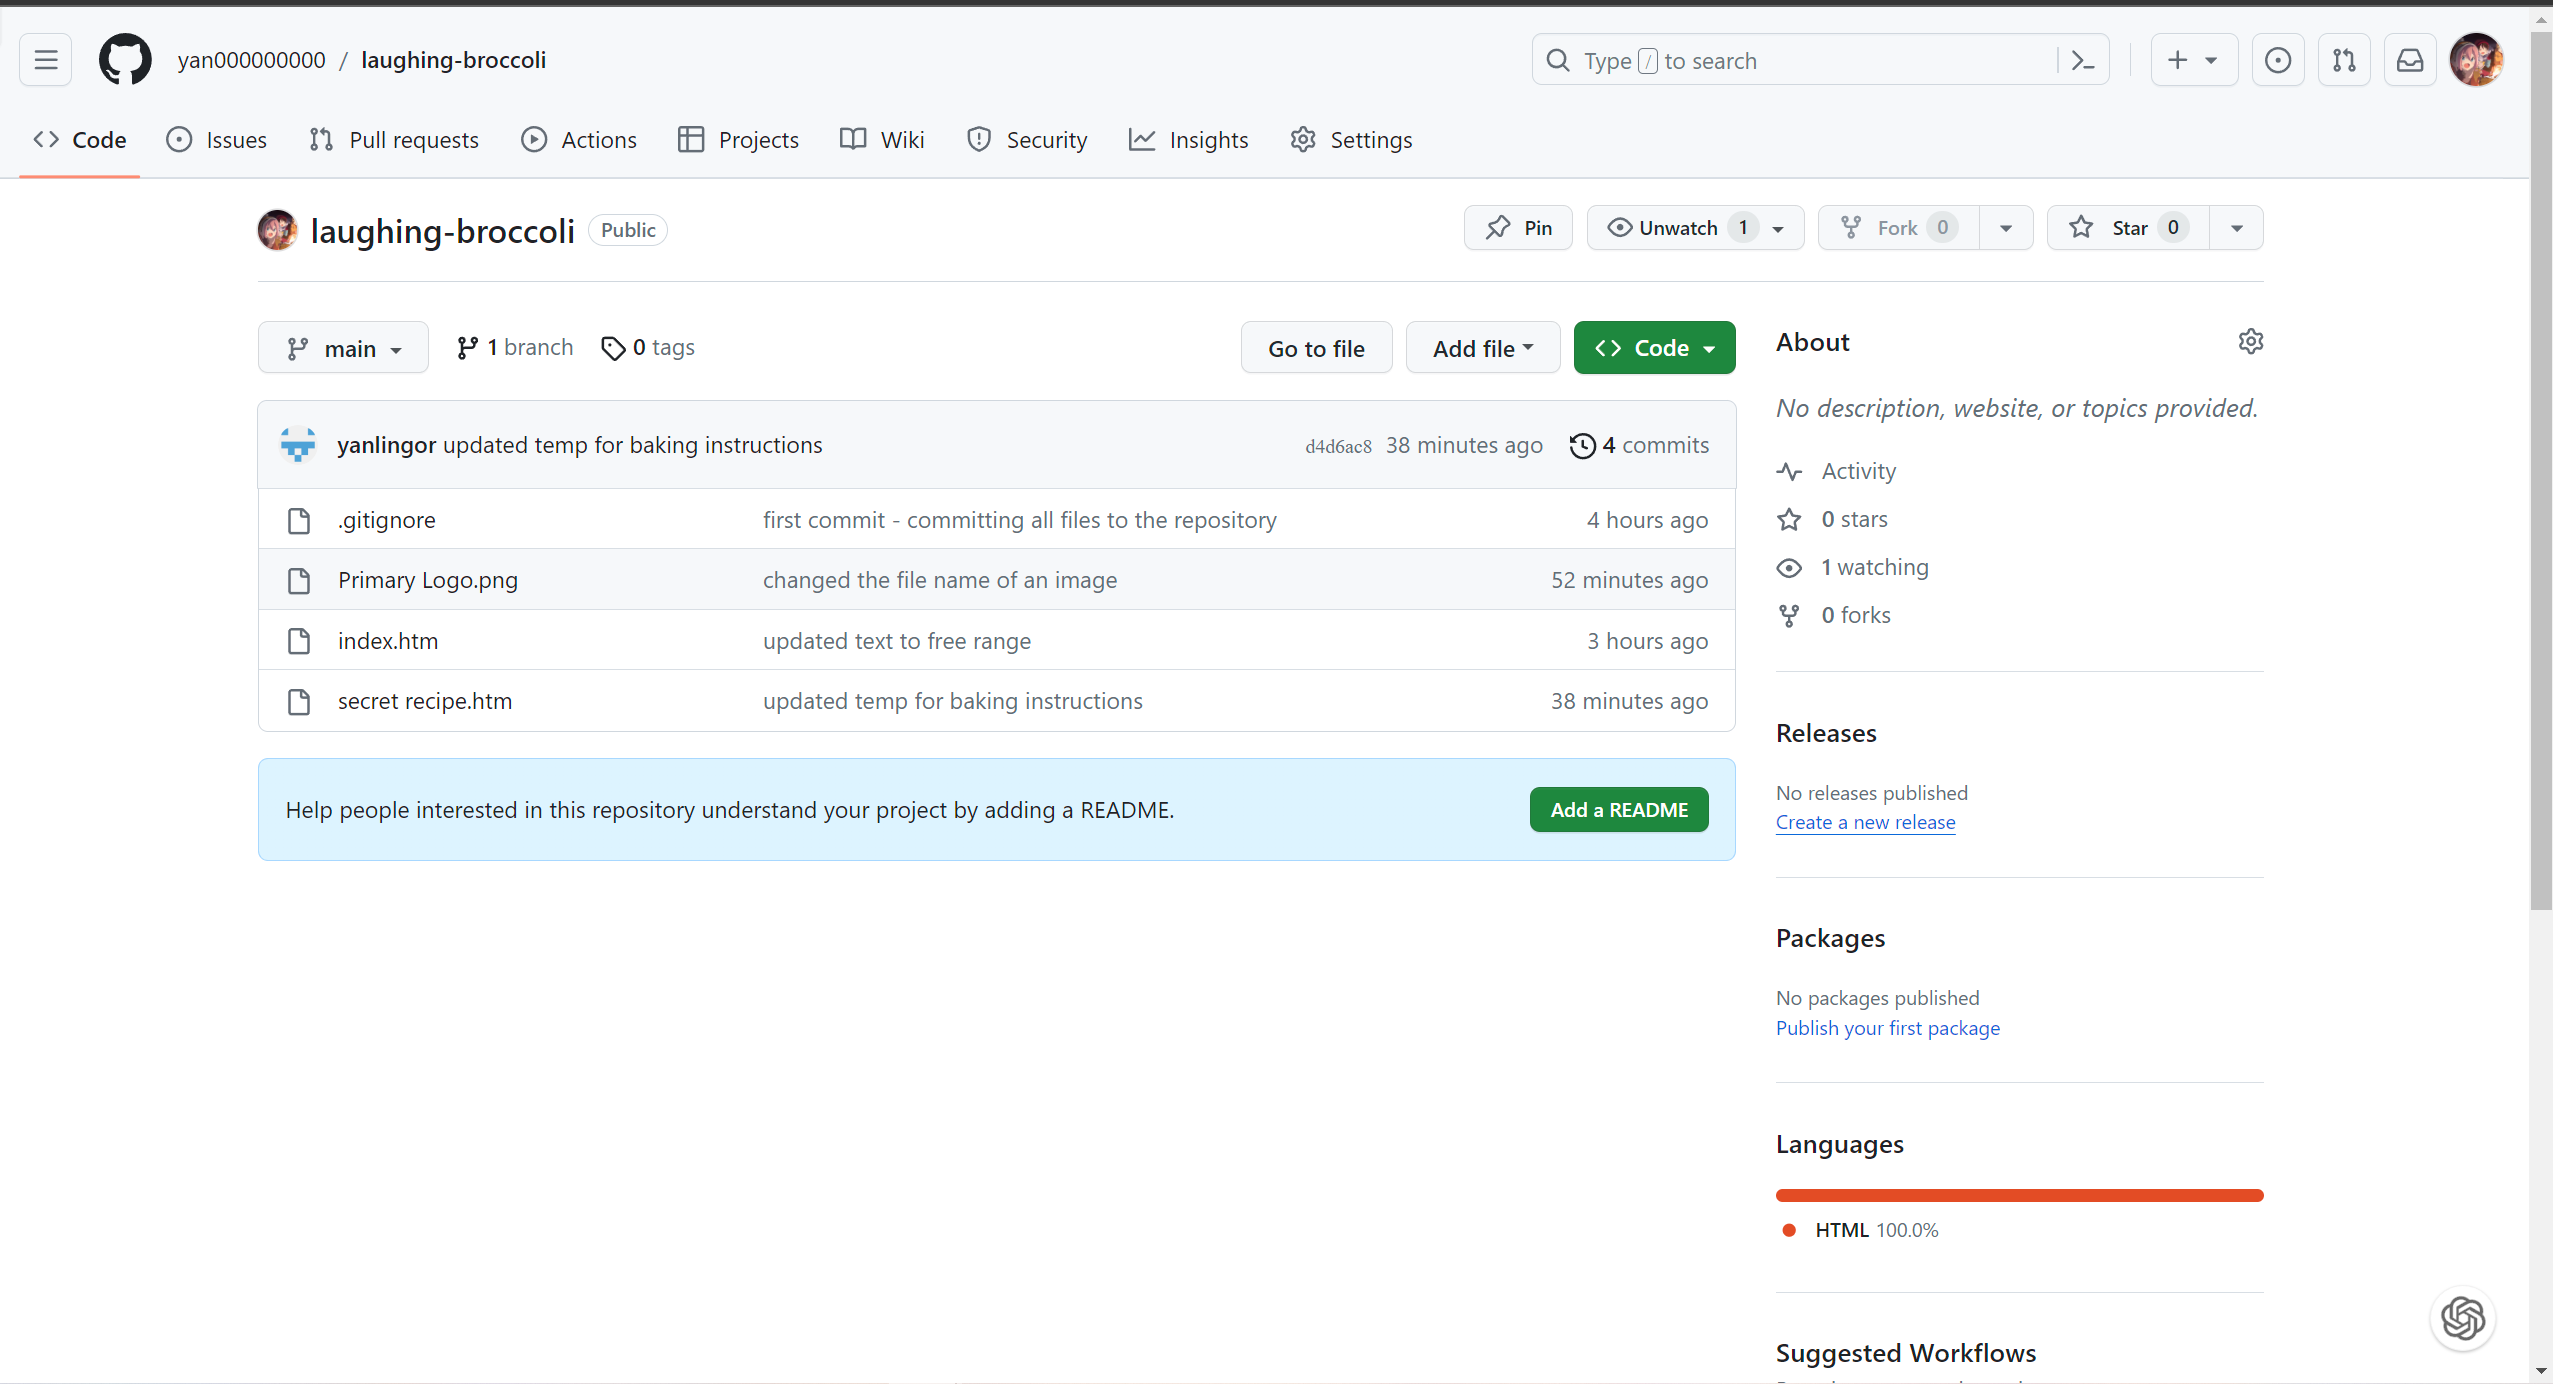 yan000000000 / laughing-broccoli
Type / to search
Code Issues Pull requests Actions Projects Wiki Security Insights Settings
laughing-broccoli Public
Pin Unwatch 1 Fork 0 Star 0
main 1 branch 0 tags Go to file Add file Code
yanlingor updated temp for baking instructions d4d6ac8 38 minutes ago 4 commits
.gitignore first commit - committing all files to the repository 4 hours ago
Primary Logo.png changed the file name of an image 52 minutes ago
index.htm updated text to free range 3 hours ago
secret recipe.htm updated temp for baking instructions 38 minutes ago
Help people interested in this repository understand your project by adding a README. Add a README
About
No description, website, or topics provided.
Activity
0 stars
1 watching
0 forks
Releases
No releases published
Create a new release
Packages
No packages published
Publish your first package
Languages
HTML 100.0%
Suggested Workflows